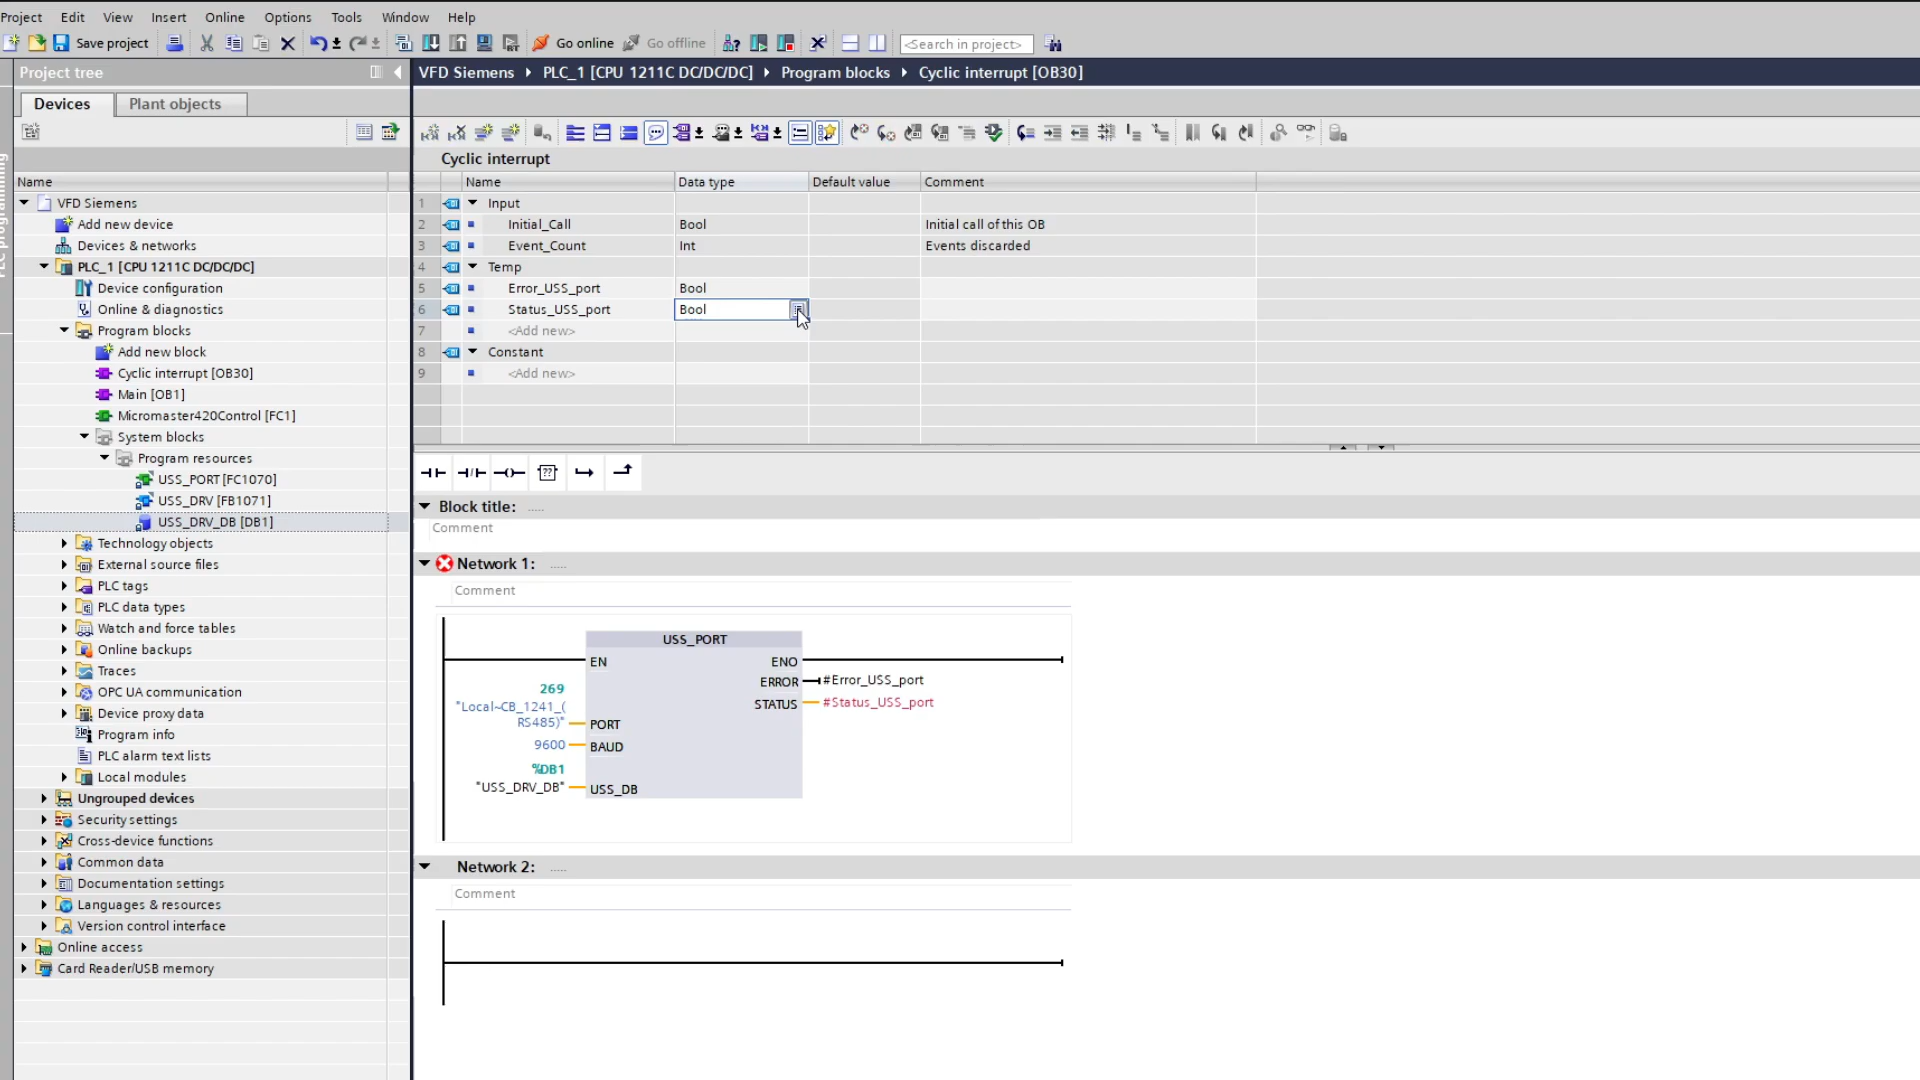 Project Edit View Insert Online Options Tools Window Help
Save project Go online Go offline <Search in project>
Project tree
VFD Siemens PLC_1 [CPU 1211C DC/DC/DC] Program blocks Cyclic interrupt [OB30]
Devices Plant objects
Name
VFD Siemens
Add new device
Devices & networks
PLC_1 [CPU 1211C DC/DC/DC]
Device configuration
Online & diagnostics
Program blocks
Add new block
Cyclic interrupt [OB30]
Main [OB1]
Micromaster420Control [FC1]
System blocks
Program resources
USS_PORT [FC1070]
USS_DRV [FB1071]
USS_DRV_DB [DB1]
Technology objects
External source files
PLC tags
PLC data types
Watch and force tables
Online backups
Traces
OPC UA communication
Device proxy data
Program info
PLC alarm text lists
Local modules
Ungrouped devices
Security settings
Cross-device functions
Common data
Documentation settings
Languages & resources
Version control interface
Online access
Card Reader/USB memory
Cyclic interrupt
Name Data type Default value Comment
1 Input
2 Initial_Call Bool Initial call of this OB
3 Event_Count Int Events discarded
4 Temp
5 Error_USS_port Bool
6 Status_USS_port Bool
7 <Add new>
8 Constant
9 <Add new>
??
Block title: .....
Comment
Network 1: .....
Comment
USS_PORT
EN ENO
ERROR #Error_USS_port
STATUS #Status_USS_port
269
"Local~CB_1241_(
RS485)" PORT
9600 BAUD
%DB1
"USS_DRV_DB" USS_DB
Network 2: .....
Comment